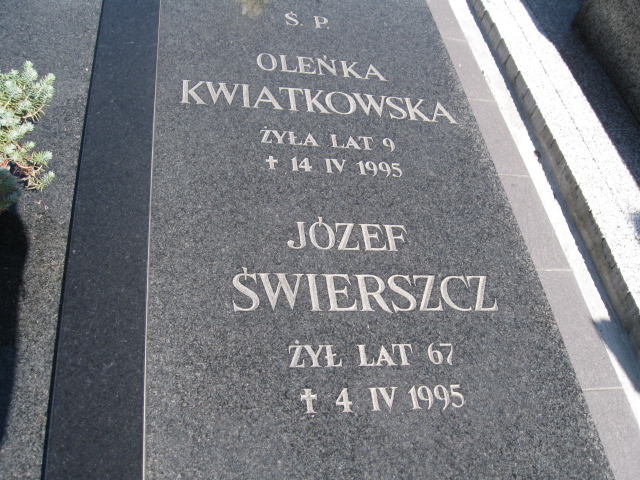 Ś. P.
OLEŃKA
KWIATKOWSKA
ŻYŁA LAT 9
✝ 14 IV 1995
JÓZEF
ŚWIERSZCZ
ŻYŁ LAT 67
✝ 4 IV 1995